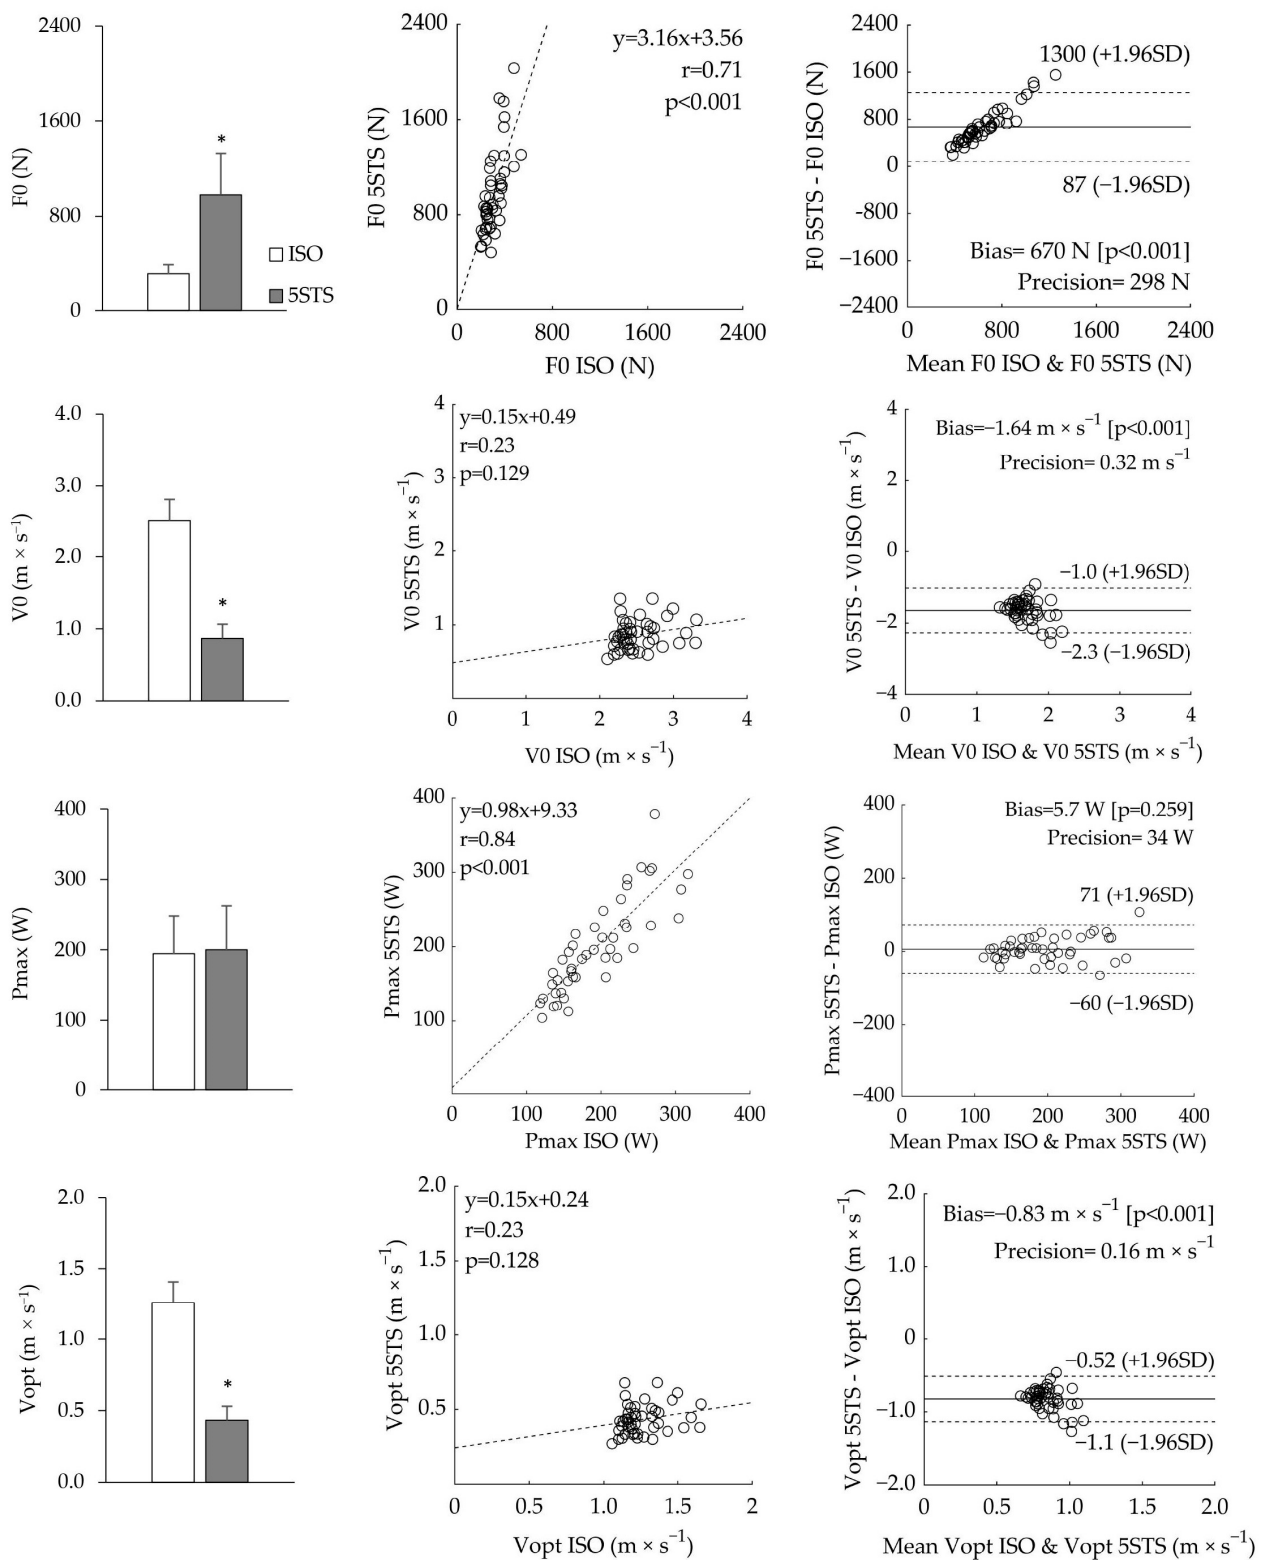 2400
1600
800
0
F0 (N)
*
ISO
5STS
2400
1600
800
0
F0 5STS (N)
y=3.16x+3.56
r=0.71
p<0.001
0 800 1600 2400
F0 ISO (N)
2400
1600
800
0
-800
−1600
−2400
F0 5STS - F0 ISO (N)
1300 (+1.96SD)
87 (−1.96SD)
Bias= 670 N [p<0.001]
Precision= 298 N
0 800 1600 2400
Mean F0 ISO & F0 5STS (N)
4.0
3.0
2.0
1.0
0.0
V0 (m × s⁻¹)
*
4
3
2
1
V0 5STS (m × s⁻¹)
y=0.15x+0.49
r=0.23
p=0.129
0 1 2 3 4
V0 ISO (m × s⁻¹)
4
2
0
−2
−4
V0 5STS - V0 ISO (m × s⁻¹)
Bias=−1.64 m × s⁻¹ [p<0.001]
Precision= 0.32 m s⁻¹
−1.0 (+1.96SD)
−2.3 (−1.96SD)
0 1 2 3 4
Mean V0 ISO & V0 5STS (m × s⁻¹)
400
300
200
100
0
Pmax (W)
400
300
200
100
Pmax 5STS (W)
y=0.98x+9.33
r=0.84
p<0.001
0 100 200 300 400
Pmax ISO (W)
400
200
0
−200
−400
Pmax 5STS - Pmax ISO (W)
Bias=5.7 W [p=0.259]
Precision= 34 W
71 (+1.96SD)
−60 (−1.96SD)
0 100 200 300 400
Mean Pmax ISO & Pmax 5STS (W)
2.0
1.5
1.0
0.5
0.0
Vopt (m × s⁻¹)
*
2.0
1.5
1.0
0.5
Vopt 5STS (m × s⁻¹)
y=0.15x+0.24
r=0.23
p=0.128
0 0.5 1.0 1.5 2
Vopt ISO (m × s⁻¹)
2.0
1.0
0
−1.0
−2.0
Vopt 5STS - Vopt ISO (m × s⁻¹)
Bias=−0.83 m × s⁻¹ [p<0.001]
Precision= 0.16 m × s⁻¹
−0.52 (+1.96SD)
−1.1 (−1.96SD)
0 0.5 1.0 1.5 2.0
Mean Vopt ISO & Vopt 5STS (m × s⁻¹)